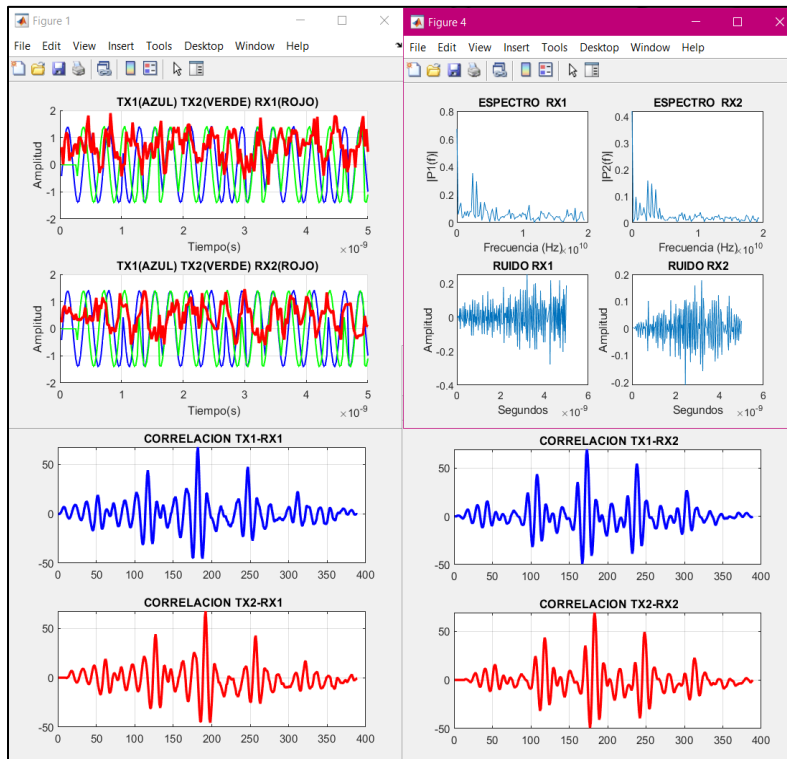 Figure 1
File Edit View Insert Tools Desktop Window Help
TX1(AZUL) TX2(VERDE) RX1(ROJO)
Amplitud
2
1
0
-1
-2
0 1 2 3 4 5
Tiempo(s)
×10⁻⁹
TX1(AZUL) TX2(VERDE) RX2(ROJO)
Amplitud
2
1
0
-1
-2
0 1 2 3 4 5
Tiempo(s)
×10⁻⁹
Figure 4
File Edit View Insert Tools Desktop Window Help
ESPECTRO RX1
|P1(f)|
0.8
0.6
0.4
0.2
0
0 1 2
Frecuencia (Hz) ×10¹⁰
ESPECTRO RX2
|P2(f)|
0.4
0.2
0
0 1 2
Frecuencia (Hz) ×10¹⁰
RUIDO RX1
Amplitud
0.2
0
-0.2
-0.4
0 2 4 6
Segundos ×10⁻⁹
RUIDO RX2
Amplitud
0.2
0.1
0
-0.1
-0.2
0 2 4 6
Segundos ×10⁻⁹
CORRELACION TX1-RX1
50
0
-50
0 50 100 150 200 250 300 350 400
CORRELACION TX1-RX2
50
0
-50
0 50 100 150 200 250 300 350 400
CORRELACION TX2-RX1
50
0
-50
0 50 100 150 200 250 300 350 400
CORRELACION TX2-RX2
50
0
-50
0 50 100 150 200 250 300 350 400